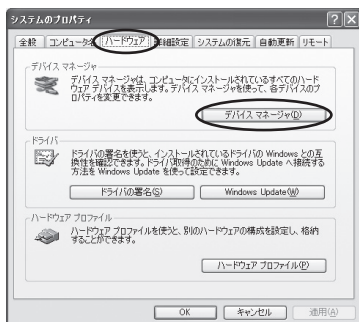 システムのプロパティ
全般 コンピュータ名 ハードウェア 詳細設定 システムの復元 自動更新 リモート
デバイス マネージャ
デバイス マネージャは、コンピュータにインストールされているすべてのハード
ウェア デバイスを表示します。デバイス マネージャを使って、各デバイスのプ
ロパティを変更できます。
デバイス マネージャ(D)
ドライバ
ドライバの署名を使うと、インストールされているドライバの Windows との互
換性を確認できます。ドライバ取得のために Windows Update へ接続する
方法を Windows Update を使って設定できます。
ドライバの署名(S) Windows Update(W)
ハードウェア プロファイル
ハードウェア プロファイルを使うと、別のハードウェアの構成を設定し、格納
することができます。
ハードウェア プロファイル(P)
OK キャンセル 適用(A)